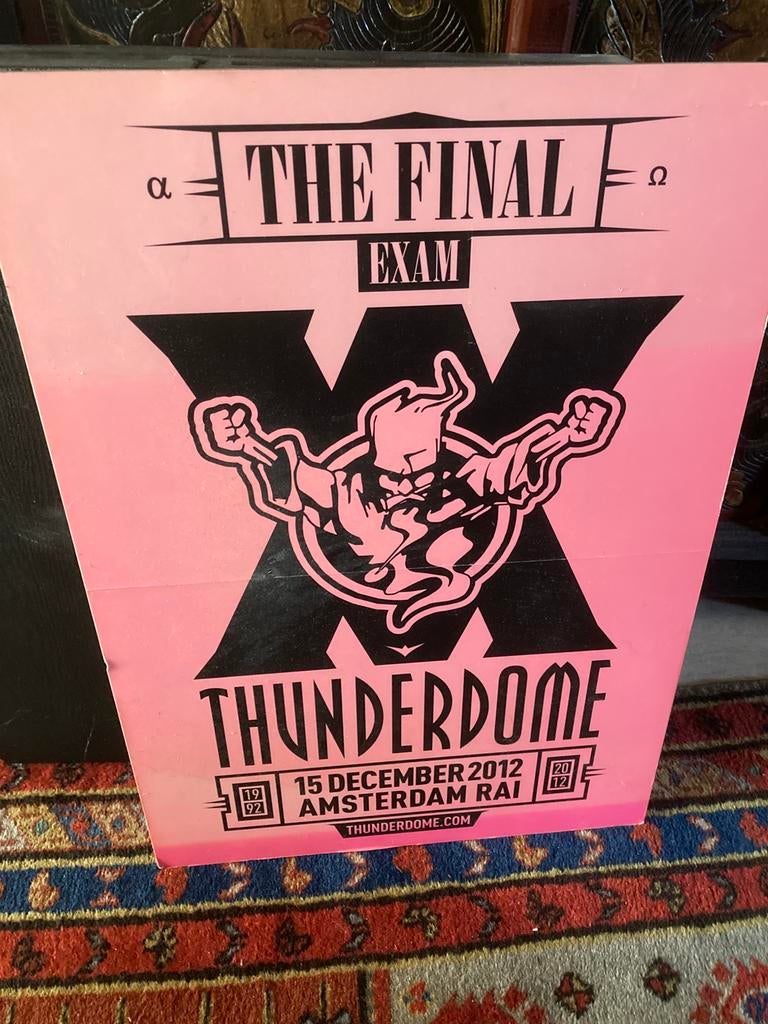 α THE FINAL Ω
EXAM
THUNDERDOME
19
92
15 DECEMBER 2012
AMSTERDAM RAI
20
12
THUNDERDOME.COM